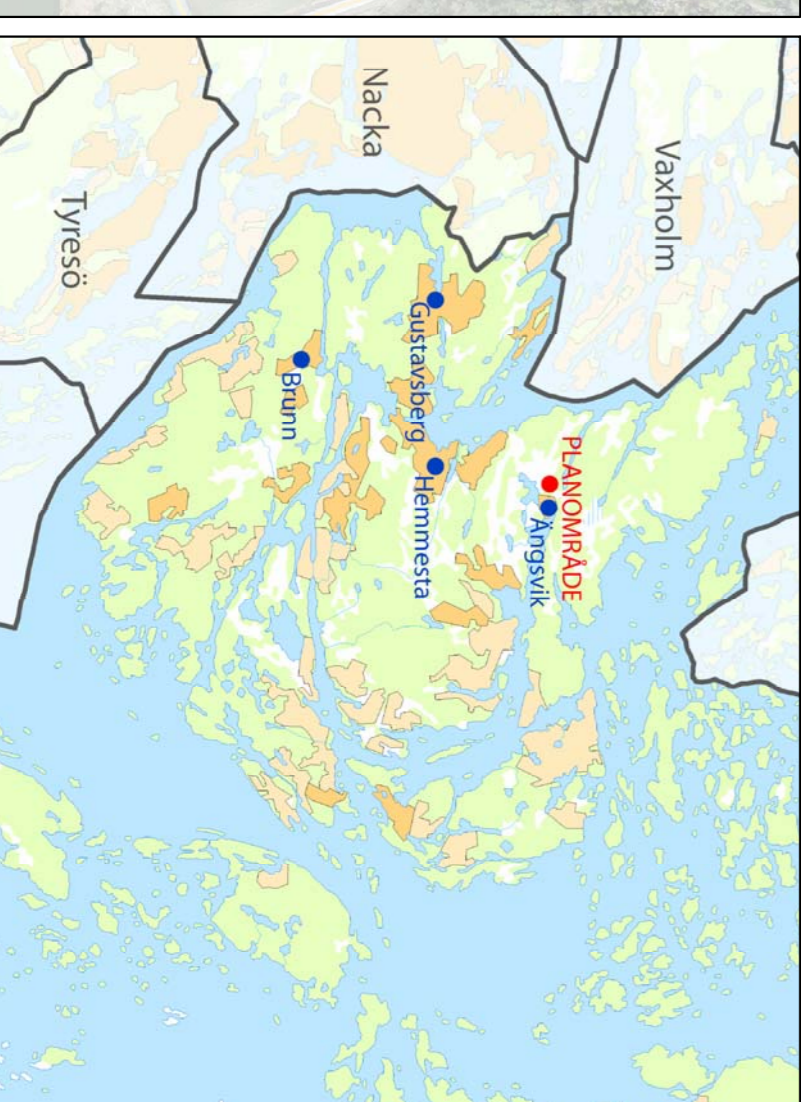 Vaxholm
PLANOMRÅDE
Ängsvik
Gustavsberg
Hemmesta
Nacka
Brunn
Tyresö